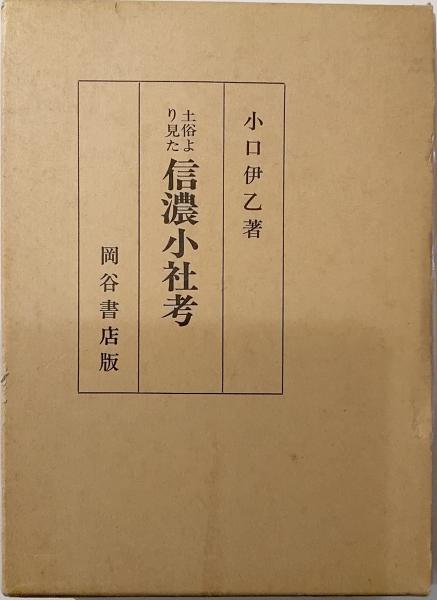 小口伊乙著
土俗よ
り見た
信濃小社考
岡谷書店版